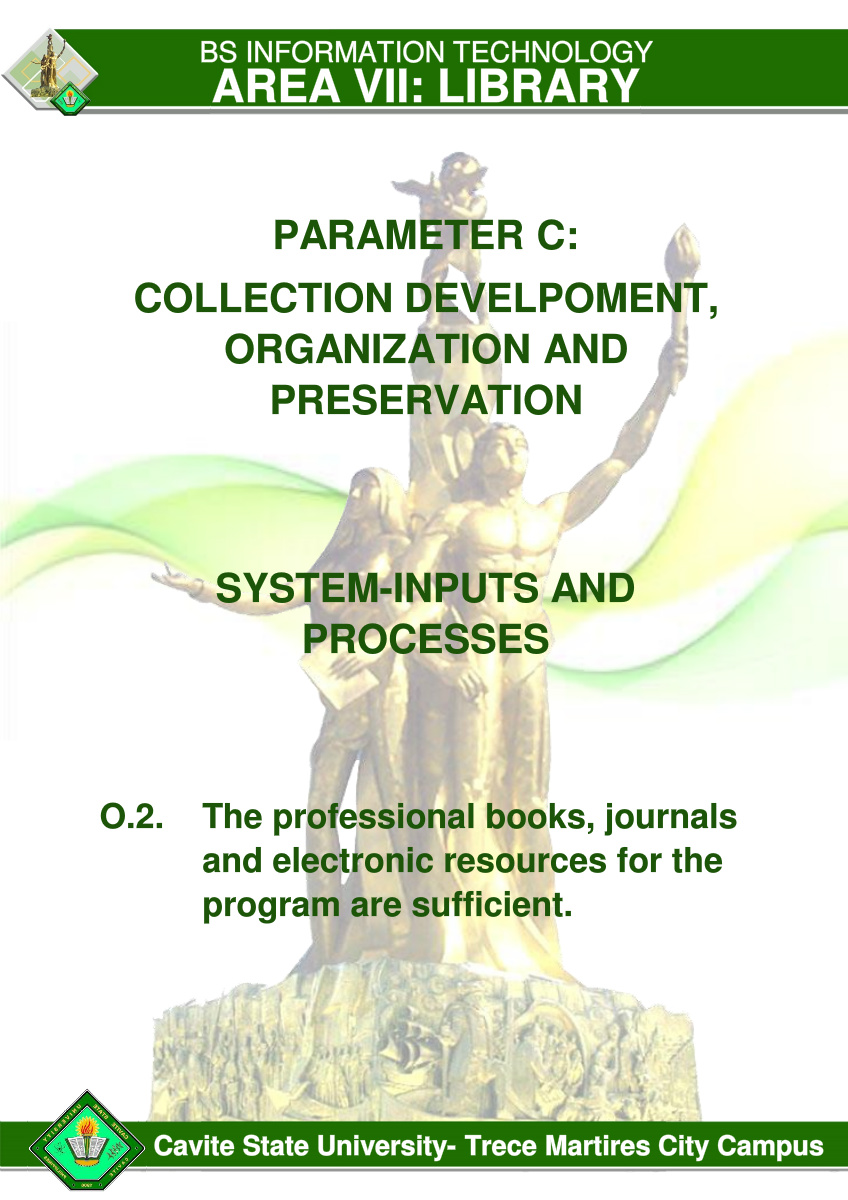 BS INFORMATION TECHNOLOGY
AREA VII: LIBRARY
PARAMETER C:
COLLECTION DEVELPOMENT,
ORGANIZATION AND
PRESERVATION
SYSTEM-INPUTS AND
PROCESSES
O.2. The professional books, journals
and electronic resources for the
program are sufficient.
Cavite State University- Trece Martires City Campus